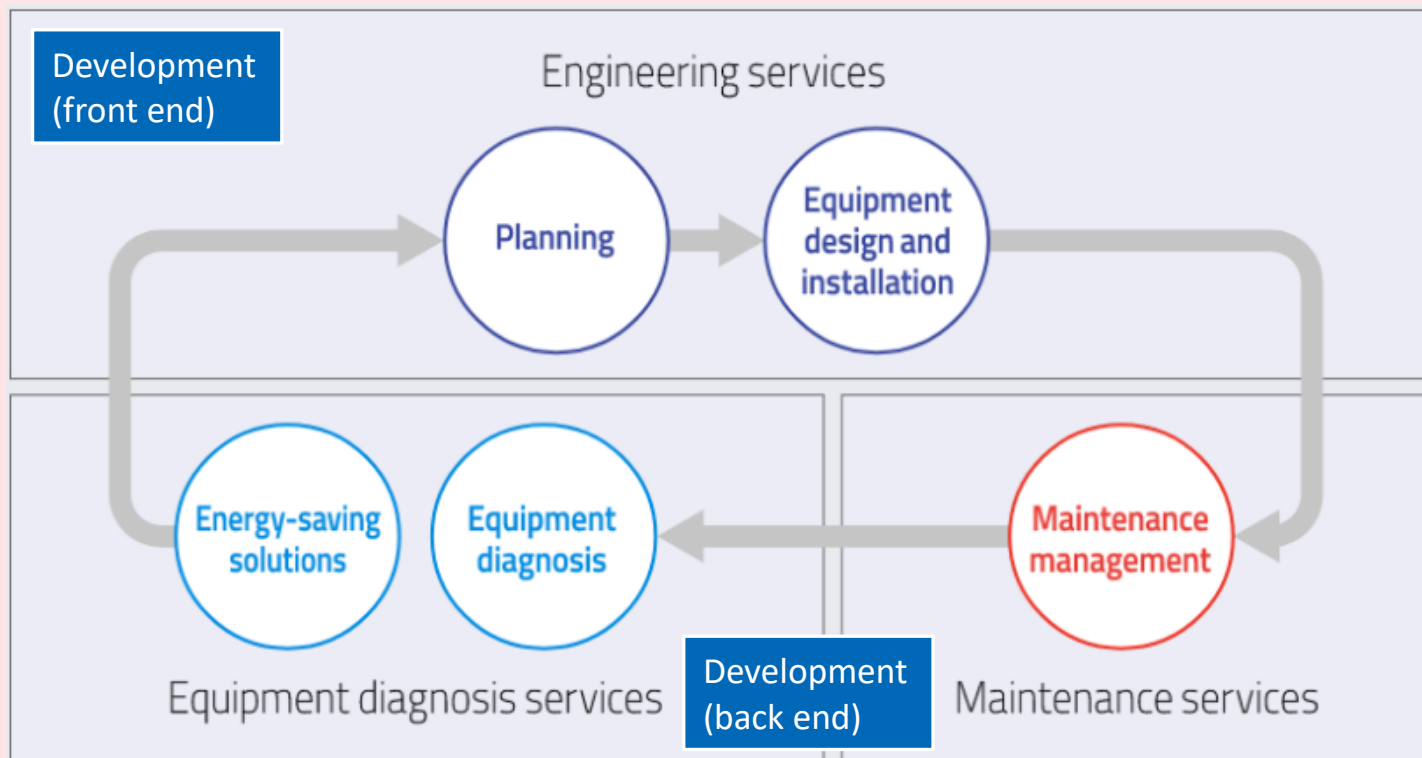 Development
(front end)
Engineering services
Planning
Equipment
design and
installation
Energy-saving
solutions
Equipment
diagnosis
Maintenance
management
Equipment diagnosis services
Development
(back end)
Maintenance services